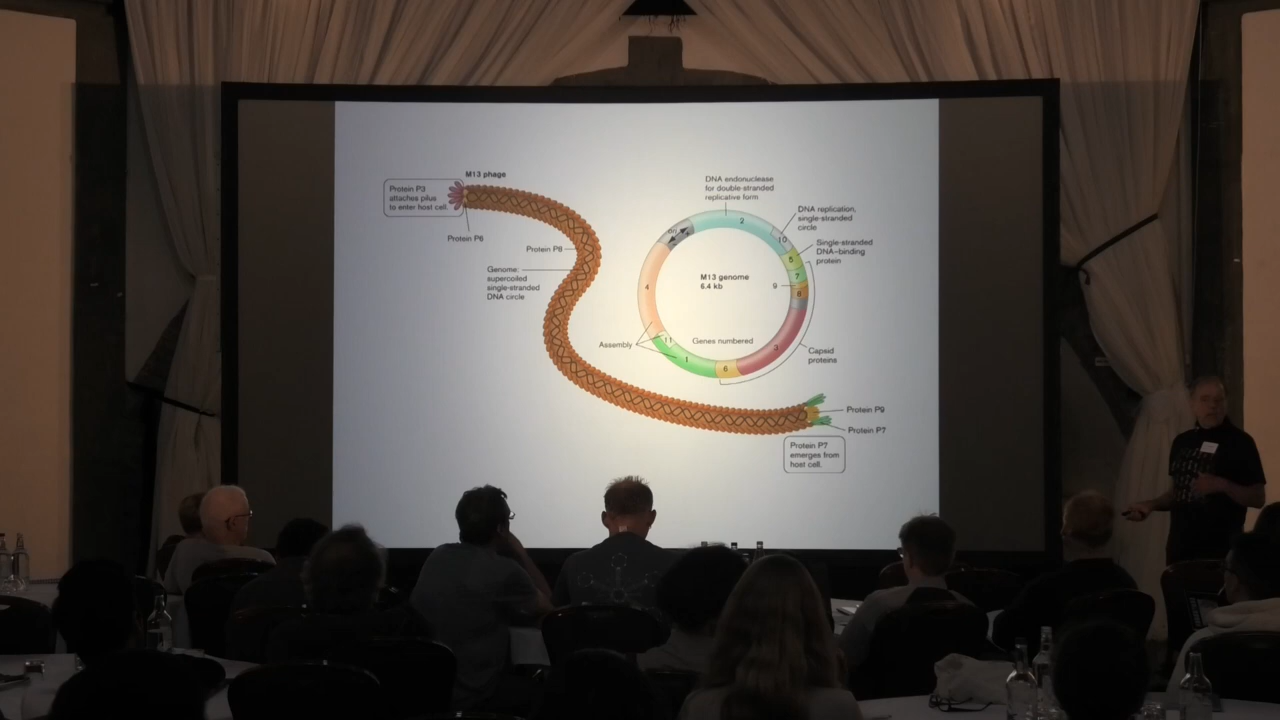 M13 phage
Protein P3
attaches pilus
to enter host cell.
Protein P6
Protein P8
Genome:
supercoiled
single-stranded
DNA circle
DNA endonuclease
for double-stranded
replicative form
DNA replication,
single-stranded
circle
Single-stranded
DNA–binding
protein
ori
2
10
5
7
9
8
4
M13 genome
6.4 kb
Assembly
11
Genes numbered
3
1
6
Capsid
proteins
Protein P9
Protein P7
Protein P7
emerges from
host cell.